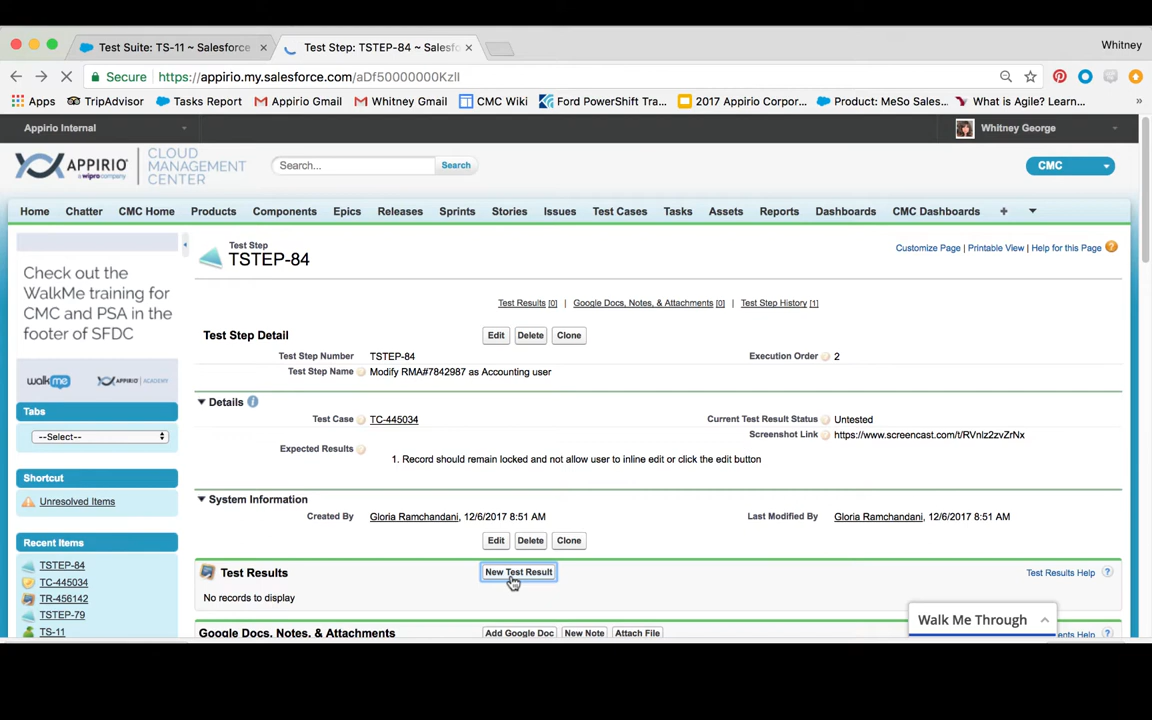 Test Suite: TS-11 ~ Salesforce
Test Step: TSTEP-84 ~ Salesf
Whitney
Secure
https://appirio.my.salesforce.com/aDf50000000Kzll
Apps
TripAdvisor
Tasks Report
Appirio Gmail
Whitney Gmail
CMC Wiki
Ford PowerShift Tra...
2017 Appirio Corpor...
Product: MeSo Sales...
What is Agile? Learn...
»
Appirio Internal
Whitney George
APPIRIO
a wipro company
CLOUD
MANAGEMENT
CENTER
Search...
Search
CMC
Home
Chatter
CMC Home
Products
Components
Epics
Releases
Sprints
Stories
Issues
Test Cases
Tasks
Assets
Reports
Dashboards
CMC Dashboards
+
Check out the
WalkMe training for
CMC and PSA in the
footer of SFDC
walkme
APPIRIO ACADEMY
Tabs
--Select--
Shortcut
Unresolved Items
Recent Items
TSTEP-84
TC-445034
TR-456142
TSTEP-79
TS-11
Test Step
TSTEP-84
Customize Page | Printable View | Help for this Page
Test Results [0] | Google Docs, Notes, & Attachments [0] | Test Step History [1]
Test Step Detail
Edit
Delete
Clone
Test Step Number
TSTEP-84
Execution Order
2
Test Step Name
Modify RMA#7842987 as Accounting user
Details
Test Case
TC-445034
Current Test Result Status
Untested
Screenshot Link
https://www.screencast.com/t/RVnlz2zvZrNx
Expected Results
1. Record should remain locked and not allow user to inline edit or click the edit button
System Information
Created By
Gloria Ramchandani, 12/6/2017 8:51 AM
Last Modified By
Gloria Ramchandani, 12/6/2017 8:51 AM
Edit
Delete
Clone
Test Results
New Test Result
Test Results Help
?
No records to display
Walk Me Through
Google Docs, Notes, & Attachments
Add Google Doc
New Note
Attach File
ents Help
?